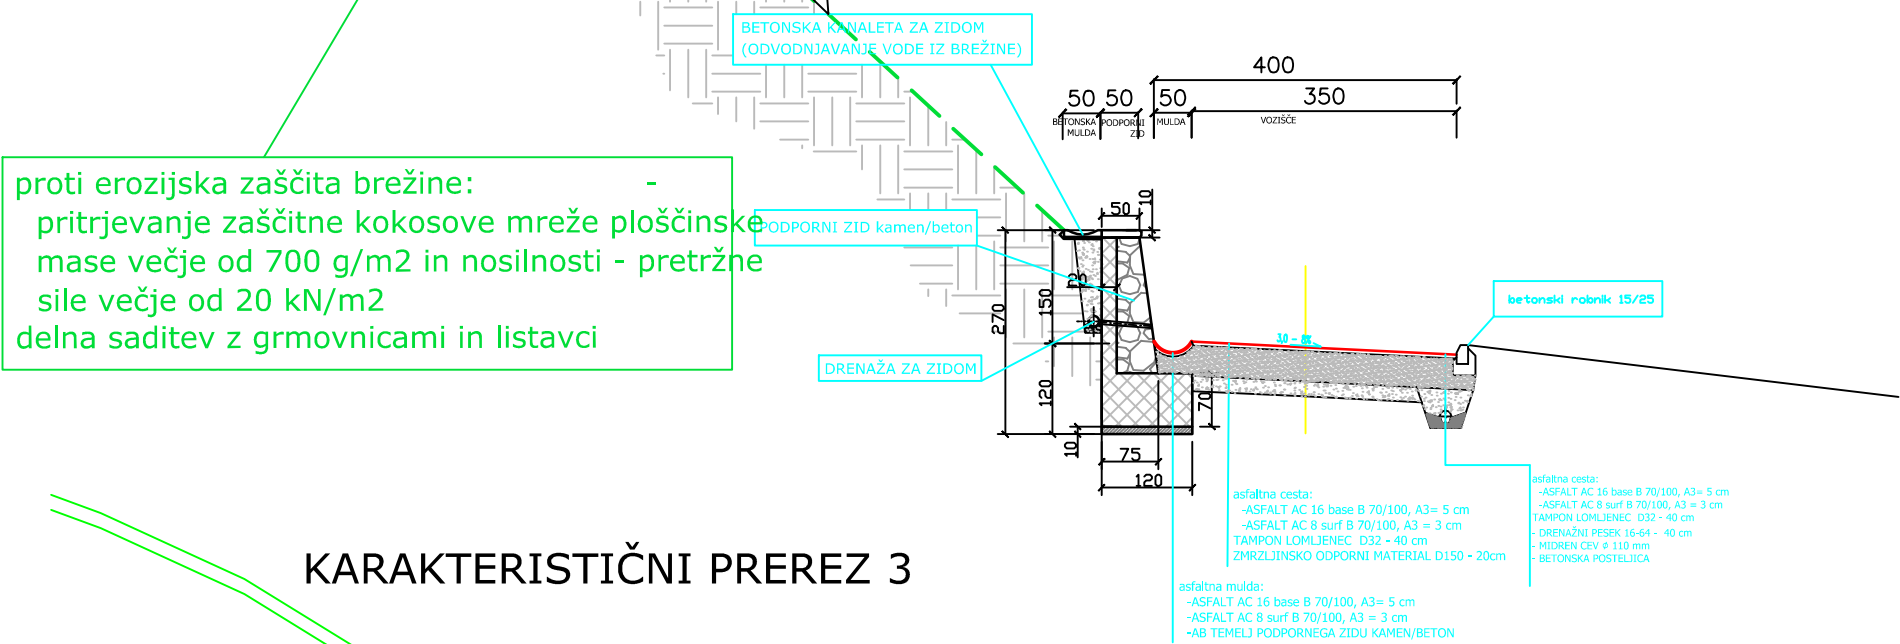 BETONSKA KANALETA ZA ZIDOM
(ODVODNJAVANJE VODE IZ BREŽINE)
400
50 50 50 350
BETONSKA MULDA
PODPORNI ZID
MULDA
VOZIŠČE
proti erozijska zaščita brežine: -
pritrjevanje zaščitne kokosove mreže ploščinske
mase večje od 700 g/m2 in nosilnosti - pretržne
sile večje od 20 kN/m2
delna saditev z grmovnicami in listavci
PODPORNI ZID kamen/beton
DRENAŽA ZA ZIDOM
50
10
270
150
120
10
70
75
120
betonski robnik 15/25
asfaltna cesta:
-ASFALT AC 16 base B 70/100, A3= 5 cm
-ASFALT AC 8 surf B 70/100, A3 = 3 cm
TAMPON LOMLJENEC D32 - 40 cm
ZMRZLJINSKO ODPORNI MATERIAL D150 - 20cm
asfaltna cesta:
-ASFALT AC 16 base B 70/100, A3= 5 cm
-ASFALT AC 8 surf B 70/100, A3 = 3 cm
TAMPON LOMLJENEC D32 - 40 cm
- DRENAŽNI PESEK 16-64 - 40 cm
- MIDREN CEV Ø 110 mm
- BETONSKA POSTELJICA
asfaltna mulda:
-ASFALT AC 16 base B 70/100, A3= 5 cm
-ASFALT AC 8 surf B 70/100, A3 = 3 cm
-AB TEMELJ PODPORNEGA ZIDU KAMEN/BETON
KARAKTERISTIČNI PREREZ 3